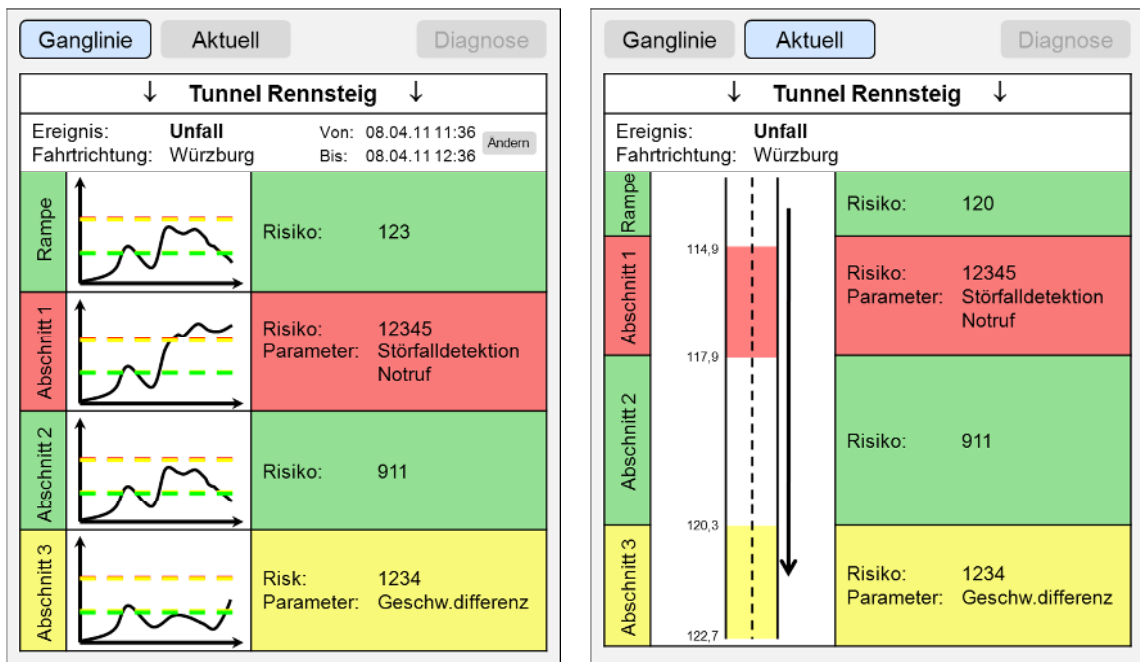 Ganglinie Aktuell Diagnose
↓ Tunnel Rennsteig ↓
Ereignis: Unfall Von: 08.04.11 11:36 Ändern
Fahrtrichtung: Würzburg Bis: 08.04.11 12:36
Rampe
Risiko: 123
Abschnitt 1
Risiko: 12345
Parameter: Störfalldetektion
Notruf
Abschnitt 2
Risiko: 911
Abschnitt 3
Risk: 1234
Parameter: Geschw.differenz
Ganglinie Aktuell Diagnose
↓ Tunnel Rennsteig ↓
Ereignis: Unfall
Fahrtrichtung: Würzburg
Rampe
Risiko: 120
114,9
Abschnitt 1
Risiko: 12345
Parameter: Störfalldetektion
Notruf
117,9
Abschnitt 2
Risiko: 911
120,3
Abschnitt 3
Risiko: 1234
Parameter: Geschw.differenz
122,7